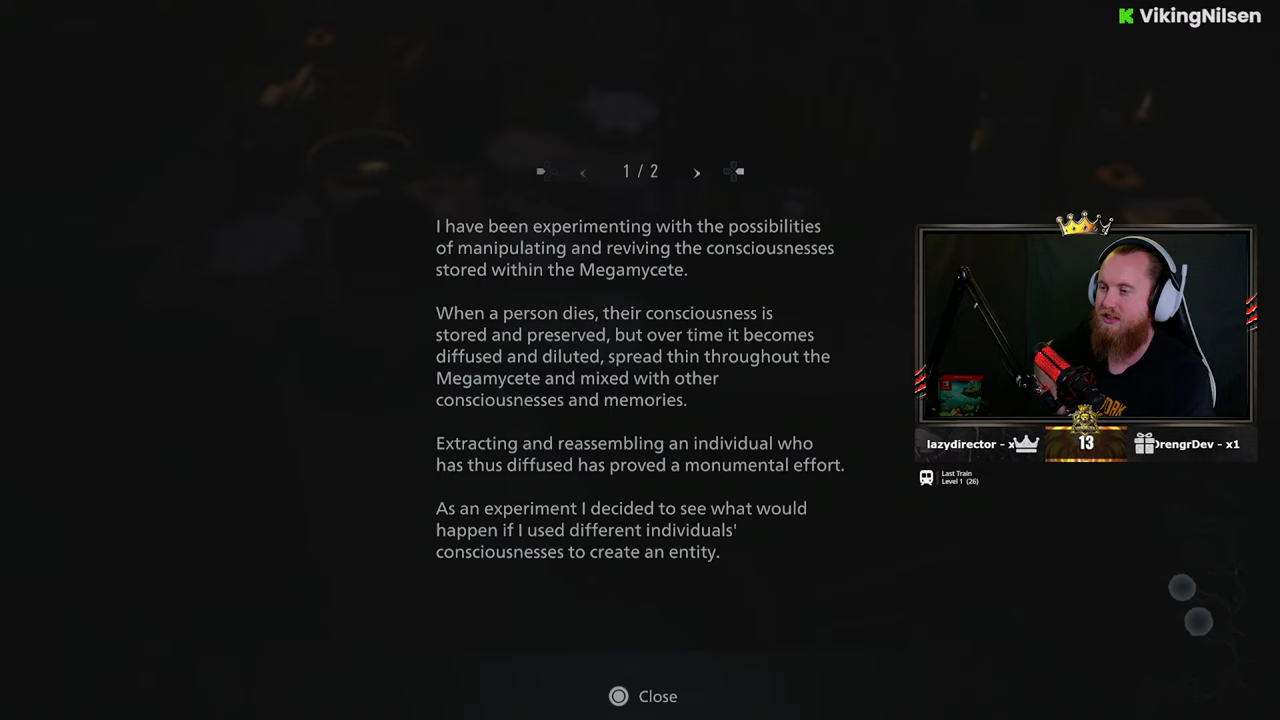 VikingNilsen
1 / 2
I have been experimenting with the possibilities
of manipulating and reviving the consciousnesses
stored within the Megamycete.
When a person dies, their consciousness is
stored and preserved, but over time it becomes
diffused and diluted, spread thin throughout the
Megamycete and mixed with other
consciousnesses and memories.
Extracting and reassembling an individual who
has thus diffused has proved a monumental effort.
As an experiment I decided to see what would
happen if I used different individuals'
consciousnesses to create an entity.
lazydirector - x
13
DrengrDev - x1
Last Train
Level 1 (26)
Close